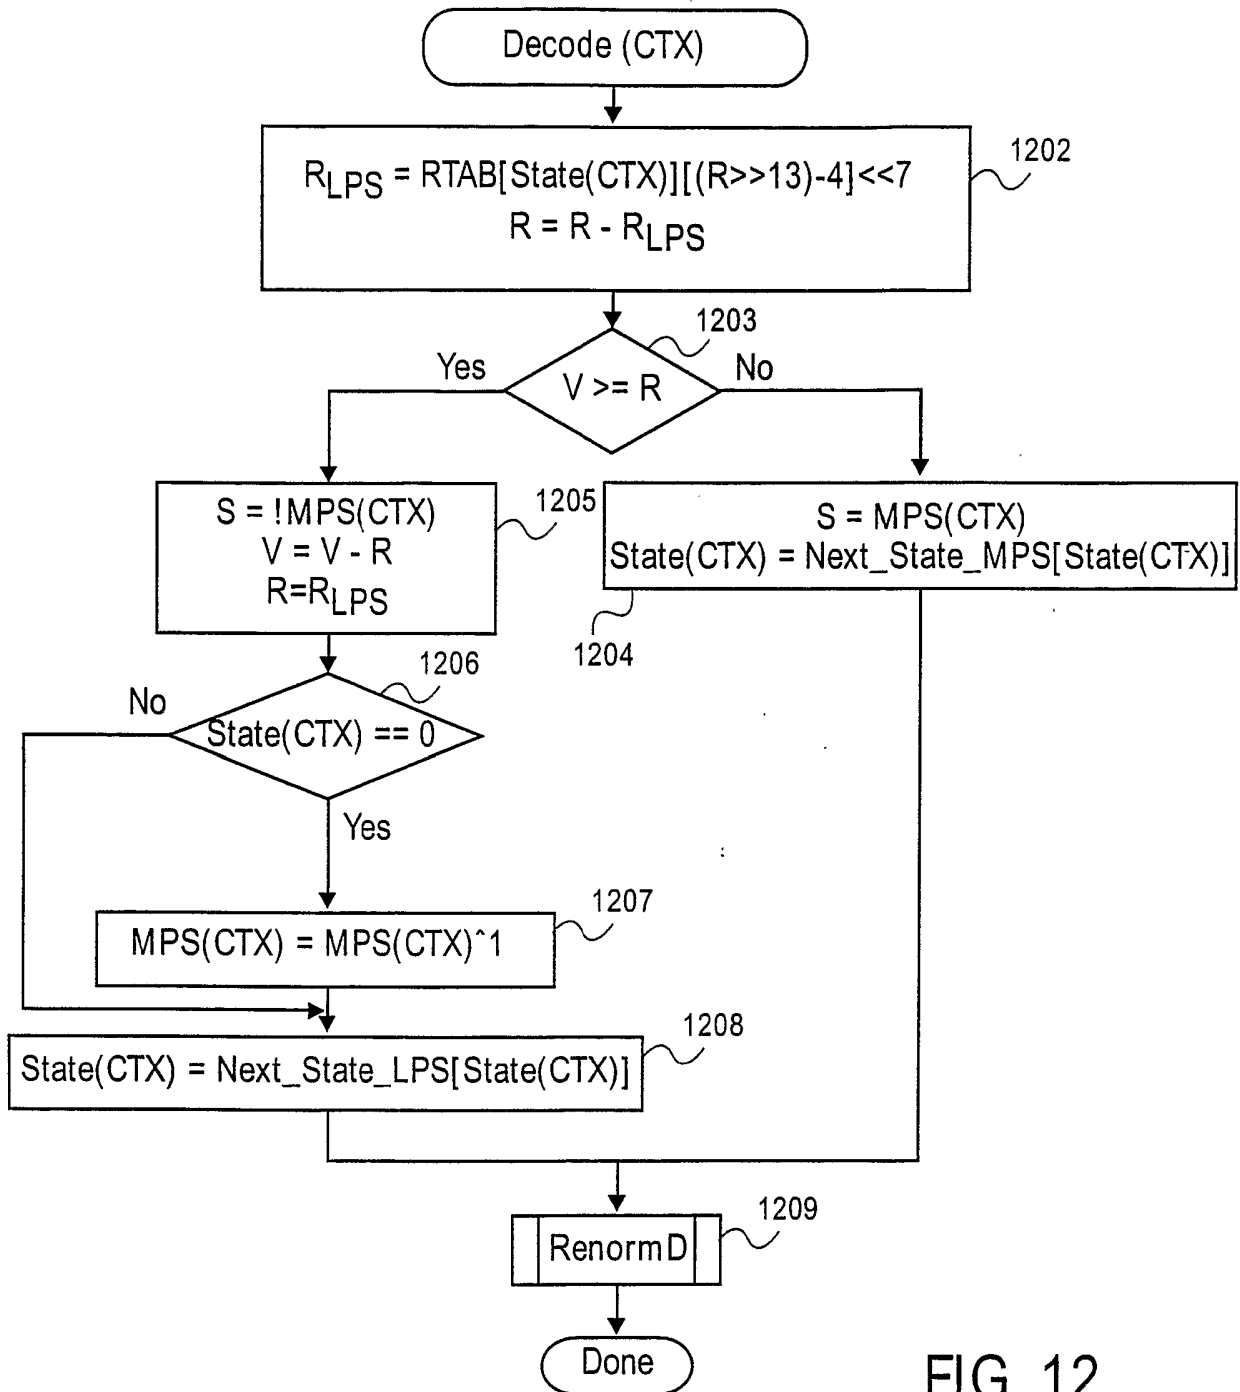 Decode (CTX)
1202
RLPS = RTAB[State(CTX)][(R>>13)-4]<<7
R = R - RLPS
1203
Yes
No
V >= R
1205
S = !MPS(CTX)
V = V - R
R=RLPS
S = MPS(CTX)
State(CTX) = Next_State_MPS[State(CTX)]
1204
1206
No
State(CTX) == 0
Yes
1207
MPS(CTX) = MPS(CTX)^1
1208
State(CTX) = Next_State_LPS[State(CTX)]
1209
RenormD
Done
FIG. 12